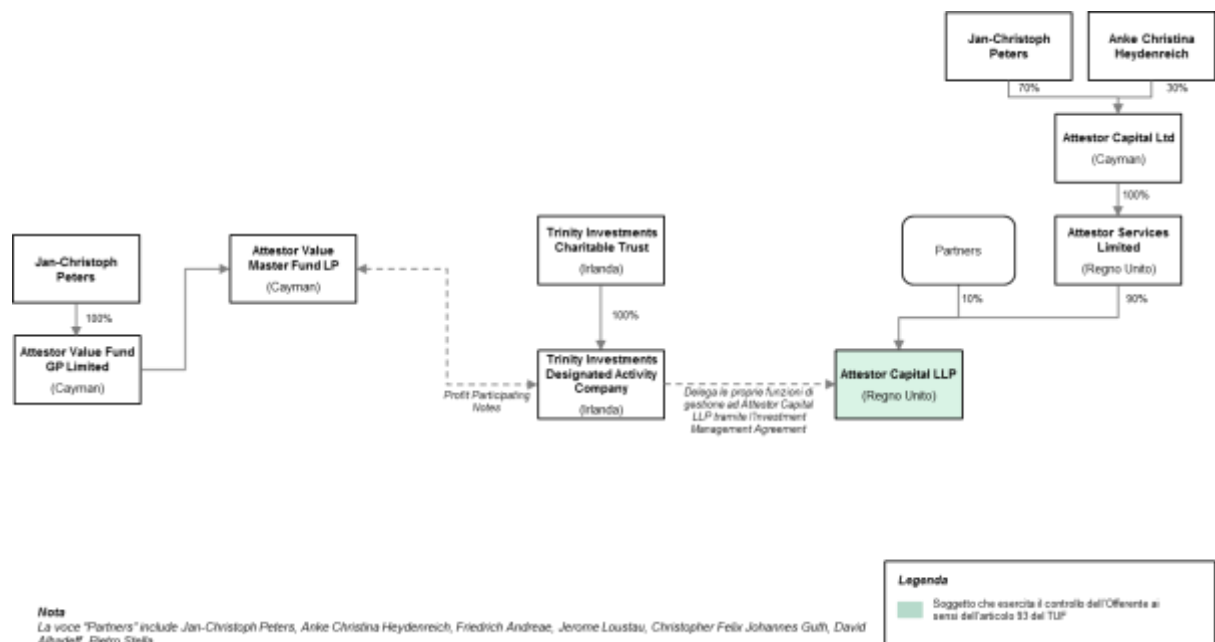 Jan-Christoph
Peters
Anke Christina
Heydenreich
70%
30%
Attestor Capital Ltd
(Cayman)
100%
Jan-Christoph
Peters
Attestor Value
Master Fund LP
(Cayman)
Trinity Investments
Charitable Trust
(Irlanda)
Partners
Attestor Services
Limited
(Regno Unito)
100%
100%
10%
90%
Attestor Value Fund
GP Limited
(Cayman)
Profit Participating
Notes
Trinity Investments
Designated Activity
Company
(Irlanda)
Delega le proprie funzioni di
gestione ad Attestor Capital
LLP tramite l'Investment
Management Agreement
Attestor Capital LLP
(Regno Unito)
Legenda
Soggetto che esercita il controllo dell'Offerente ai
sensi dell'articolo 93 del TUF
Nota
La voce "Partners" include Jan-Christoph Peters, Anke Christina Heydenreich, Friedrich Andreae, Jerome Loustau, Christopher Felix Johannes Guth, David
Alhadeff, Pietro Stella